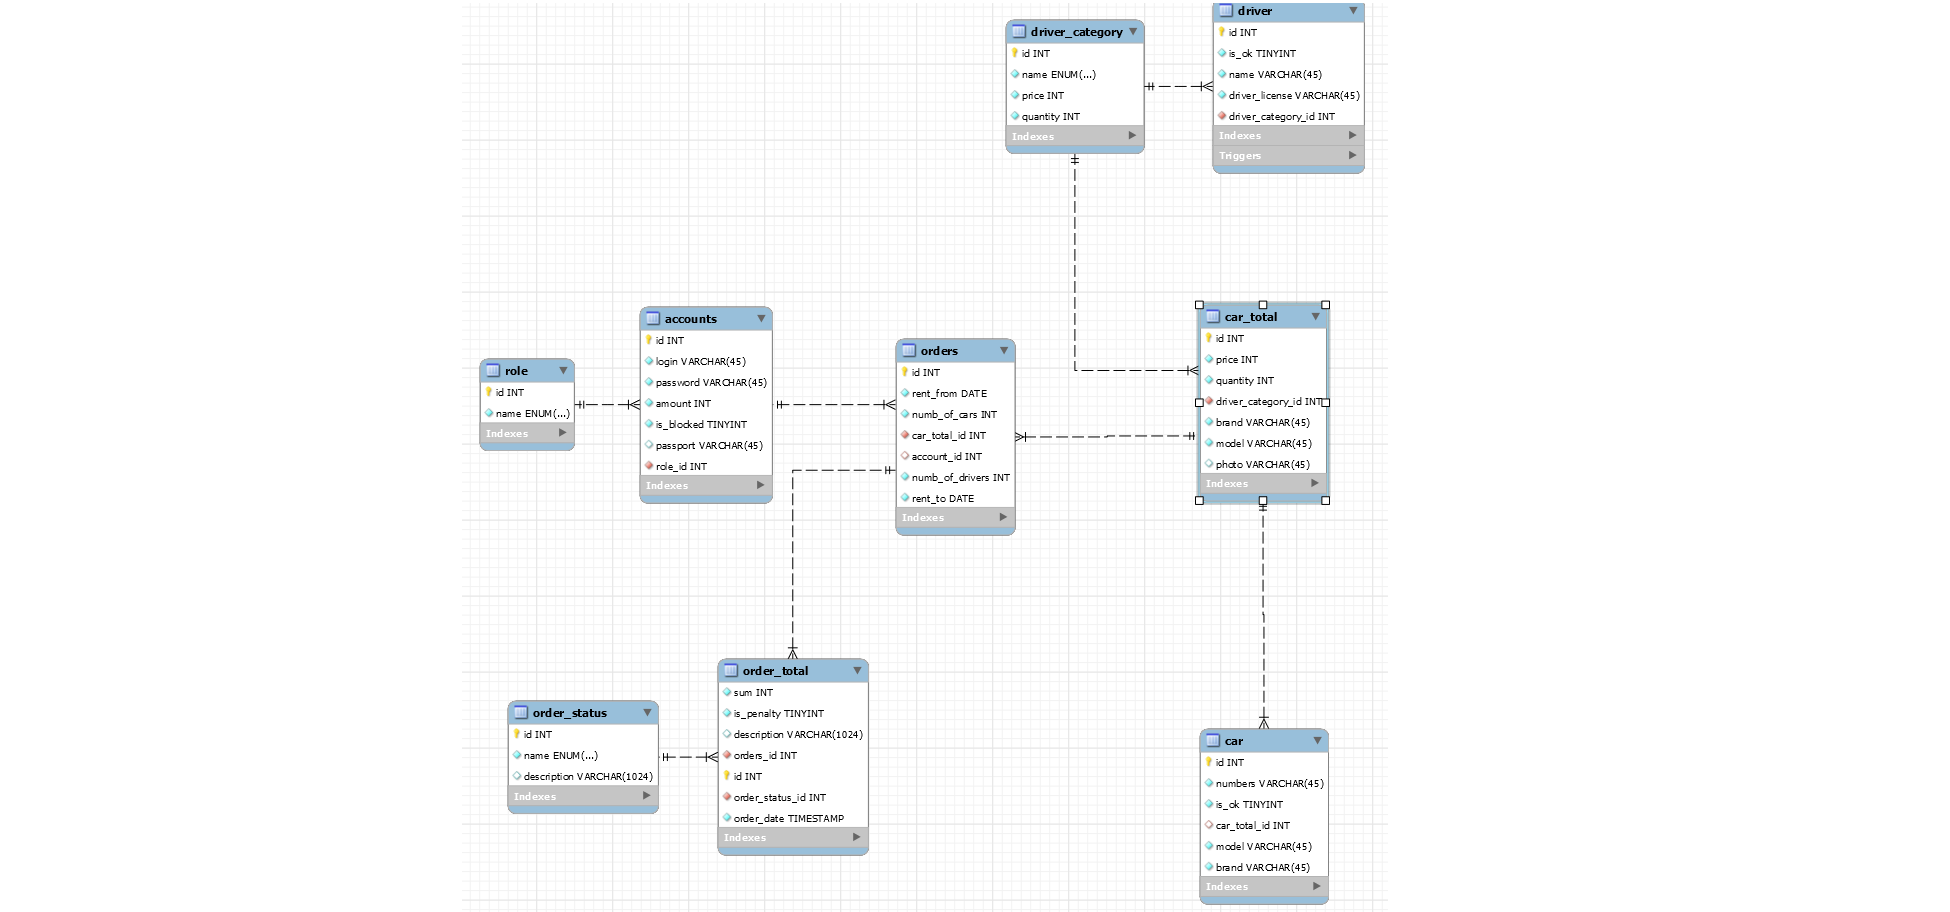 driver_category
id INT
name ENUM(...)
price INT
quantity INT
Indexes
driver
id INT
is_ok TINYINT
name VARCHAR(45)
driver_license VARCHAR(45)
driver_category_id INT
Indexes
Triggers
role
id INT
name ENUM(...)
Indexes
accounts
id INT
login VARCHAR(45)
password VARCHAR(45)
amount INT
is_blocked TINYINT
passport VARCHAR(45)
role_id INT
Indexes
orders
id INT
rent_from DATE
numb_of_cars INT
car_total_id INT
account_id INT
numb_of_drivers INT
rent_to DATE
Indexes
car_total
id INT
price INT
quantity INT
driver_category_id INT
brand VARCHAR(45)
model VARCHAR(45)
photo VARCHAR(45)
Indexes
order_status
id INT
name ENUM(...)
description VARCHAR(1024)
Indexes
order_total
sum INT
is_penalty TINYINT
description VARCHAR(1024)
orders_id INT
id INT
order_status_id INT
order_date TIMESTAMP
Indexes
car
id INT
numbers VARCHAR(45)
is_ok TINYINT
car_total_id INT
model VARCHAR(45)
brand VARCHAR(45)
Indexes